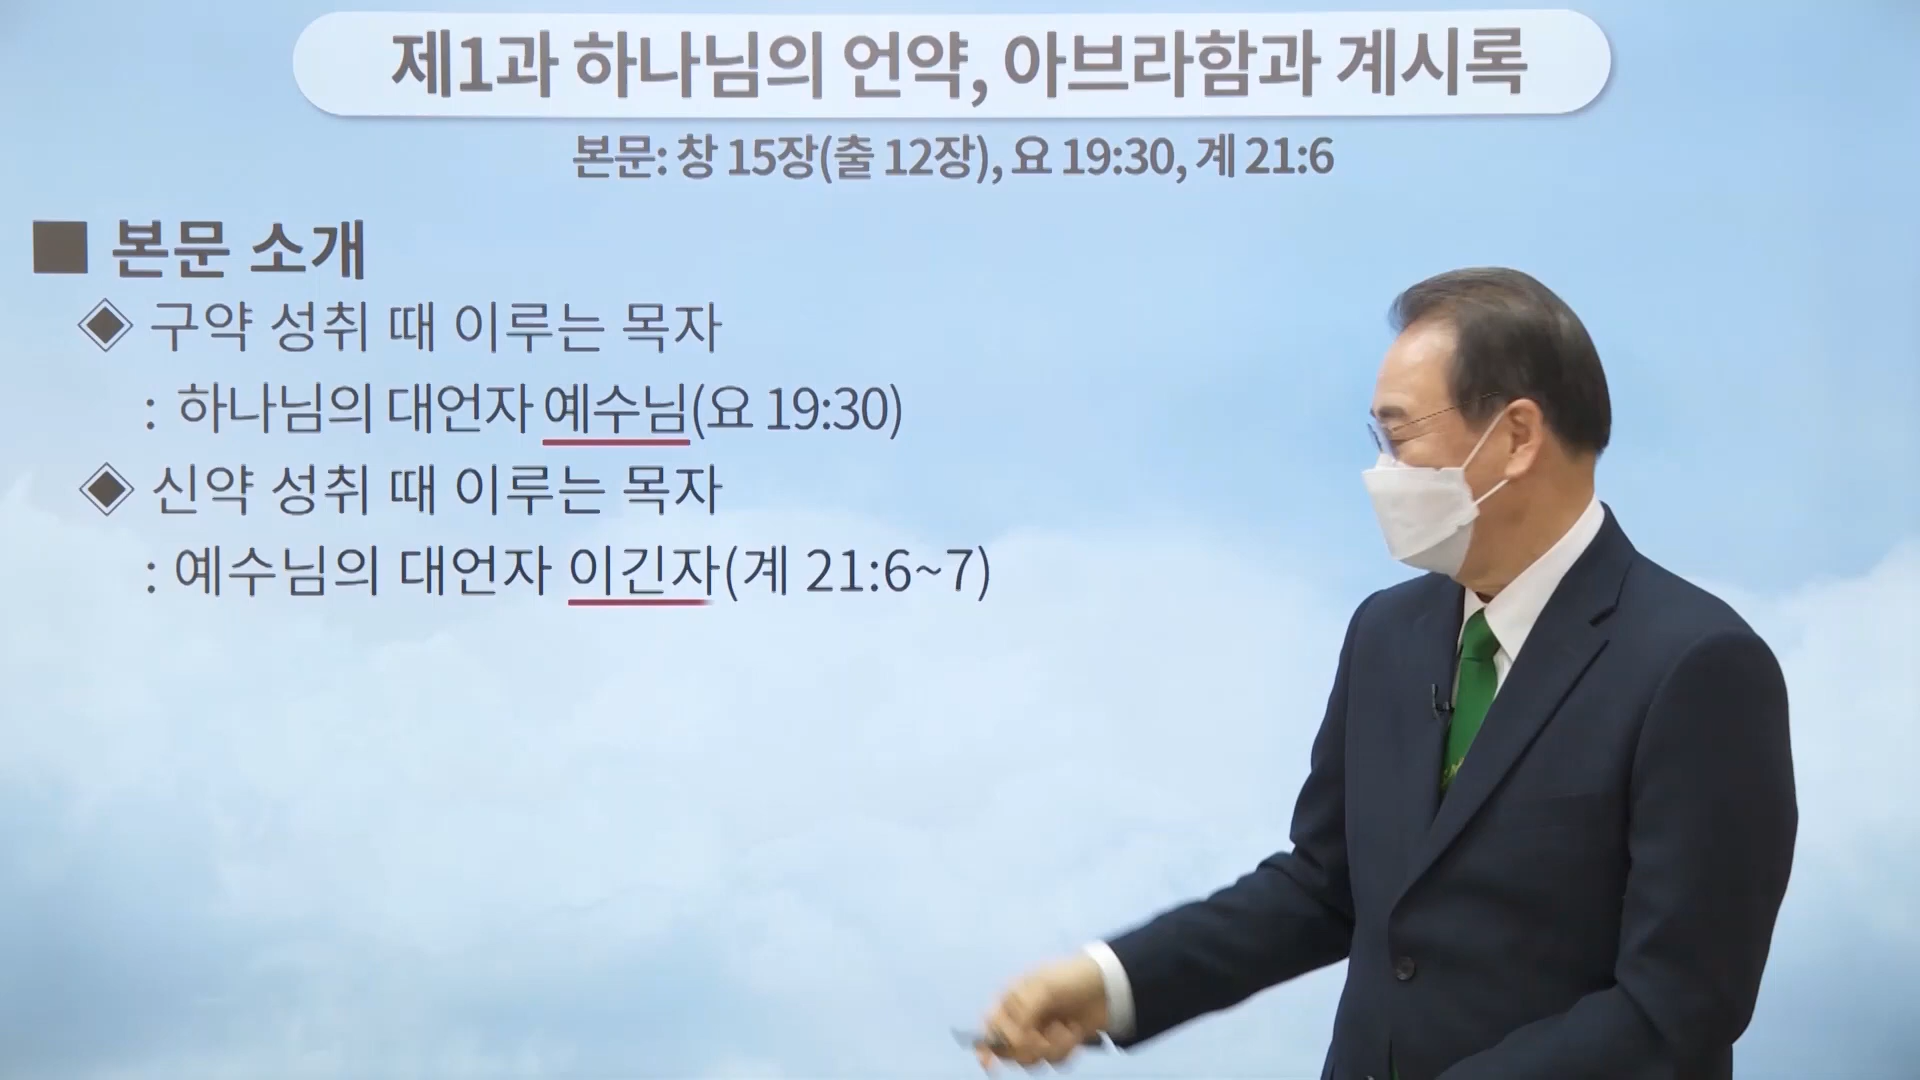 제1과 하나님의 언약, 아브라함과 계시록
본문: 창 15장(출 12장), 요 19:30, 계 21:6
■ 본문 소개
◈ 구약 성취 때 이루는 목자
: 하나님의 대언자 예수님(요 19:30)
◈ 신약 성취 때 이루는 목자
: 예수님의 대언자 이긴자(계 21:6~7)